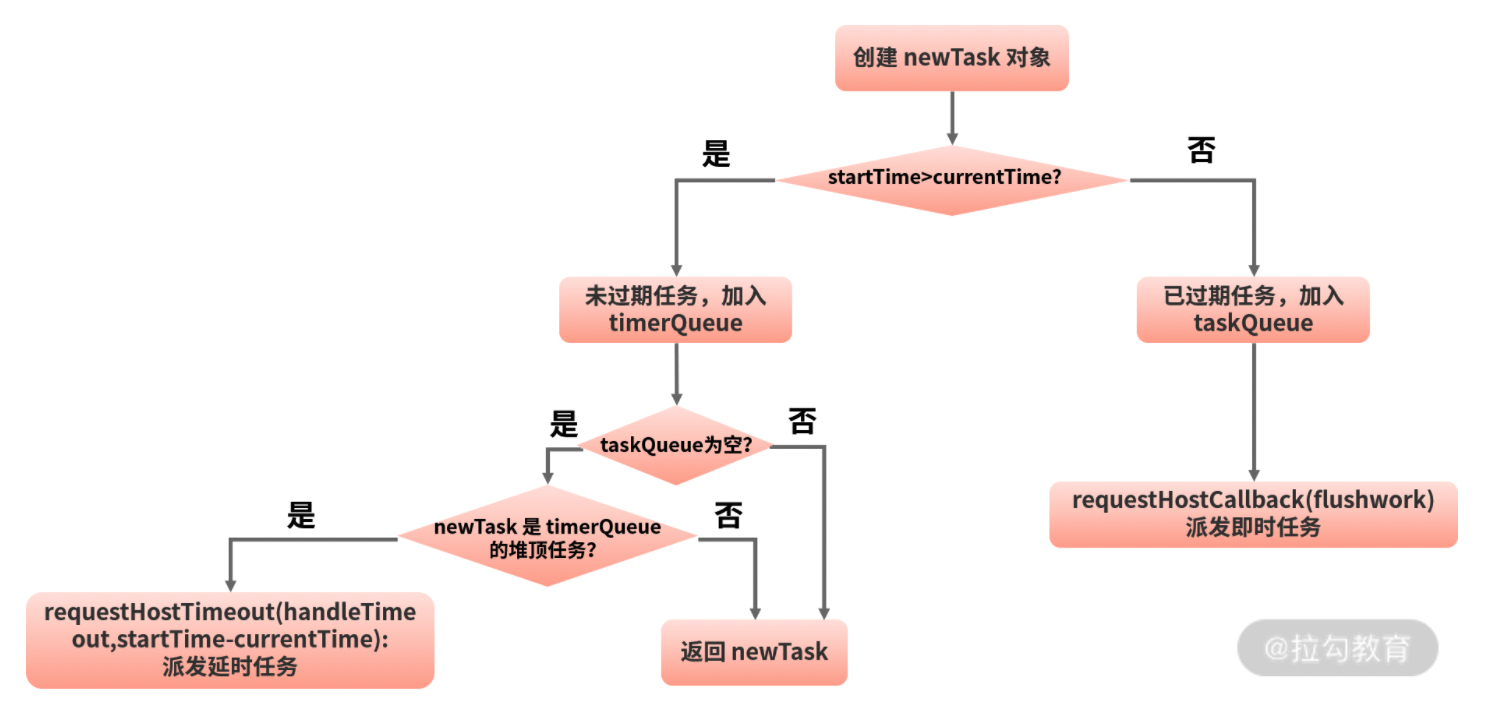 创建 newTask 对象
是
否
startTime>currentTime?
未过期任务，加入
timerQueue
已过期任务，加入
taskQueue
是
否
taskQueue为空?
requestHostCallback(flushwork)
派发即时任务
是
否
newTask 是 timerQueue
的堆顶任务?
requestHostTimeout(handleTime
out,startTime-currentTime):
派发延时任务
返回 newTask
@拉勾教育